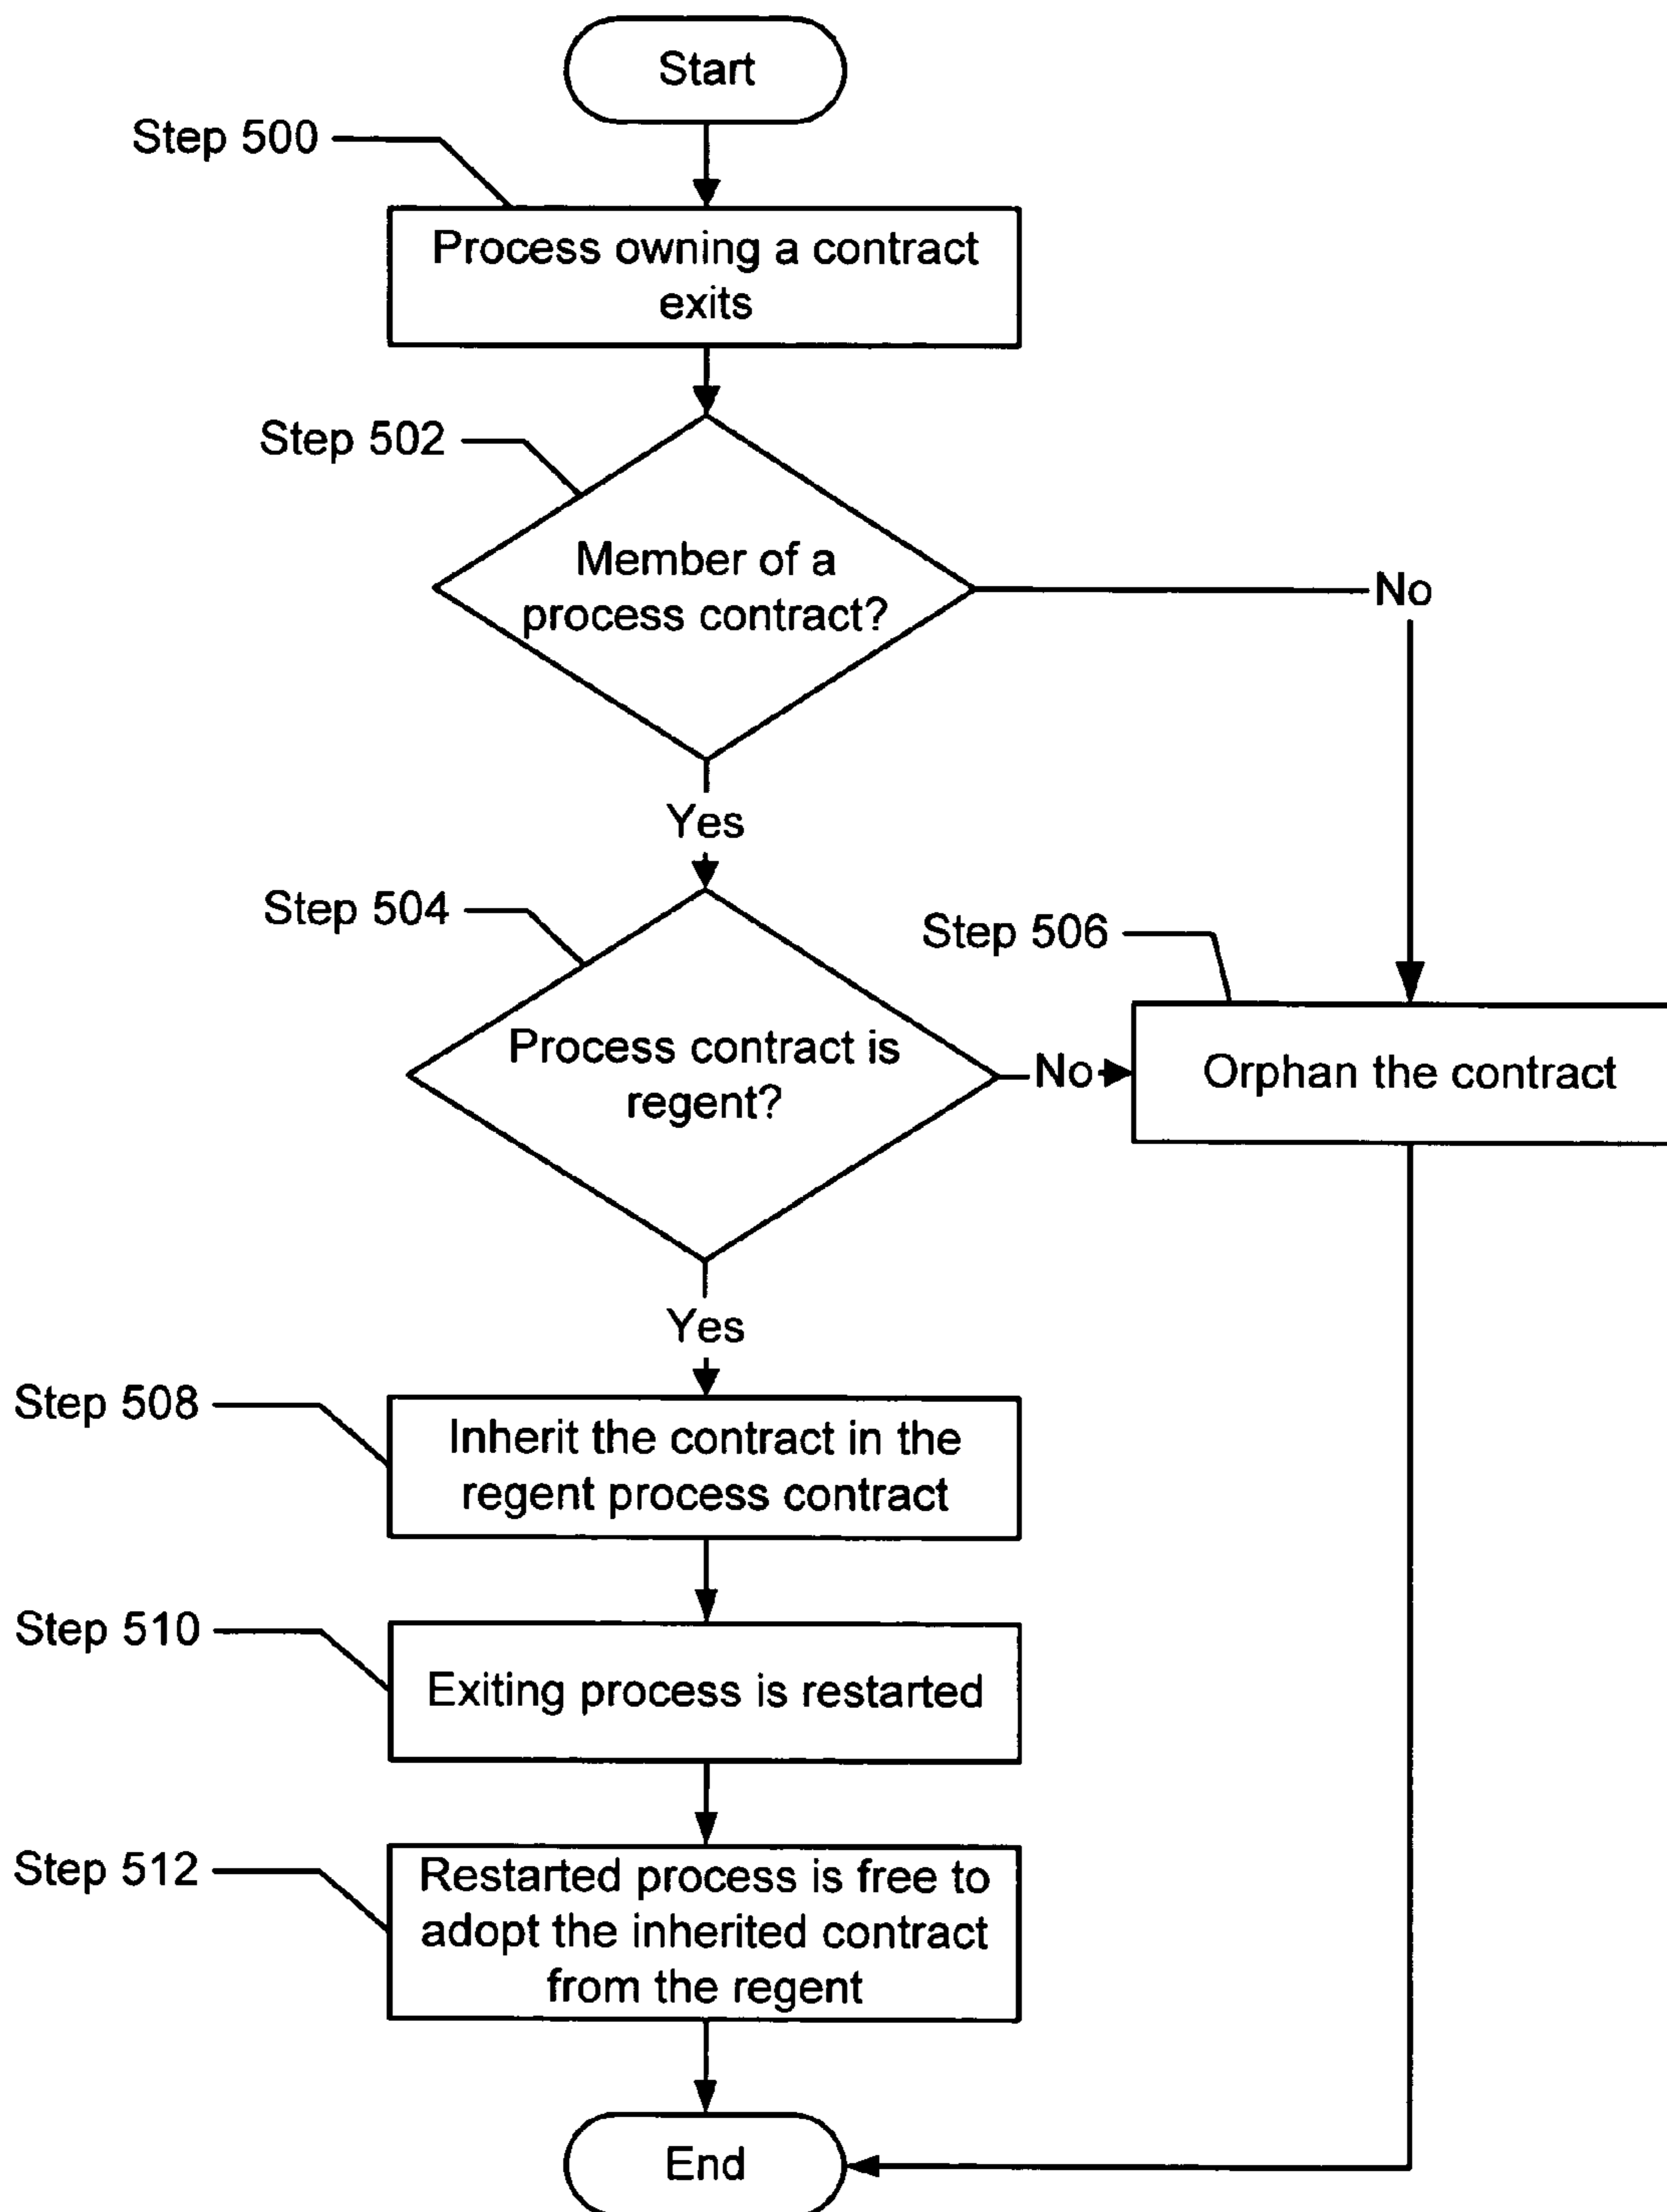 Start
Step 500
Process owning a contract
exits
Step 502
Member of a
process contract?
No
Yes
Step 504
Step 506
Process contract is
regent?
No
Orphan the contract
Yes
Step 508
Inherit the contract in the
regent process contract
Step 510
Exiting process is restarted
Step 512
Restarted process is free to
adopt the inherited contract
from the regent
End